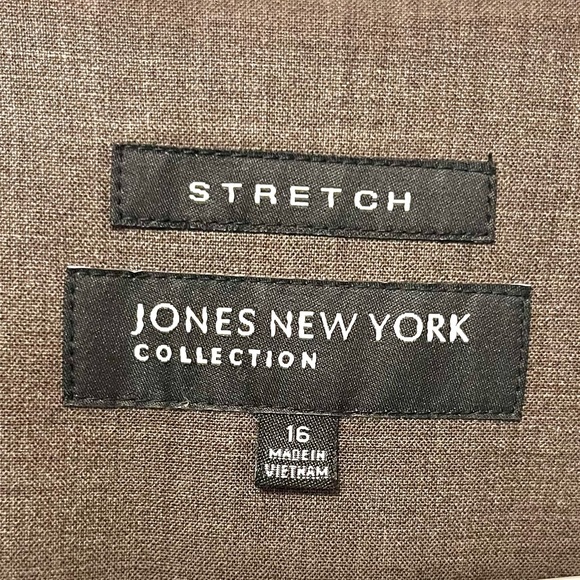 STRETCH
JONES NEW YORK
COLLECTION
16
MADE IN
VIETNAM